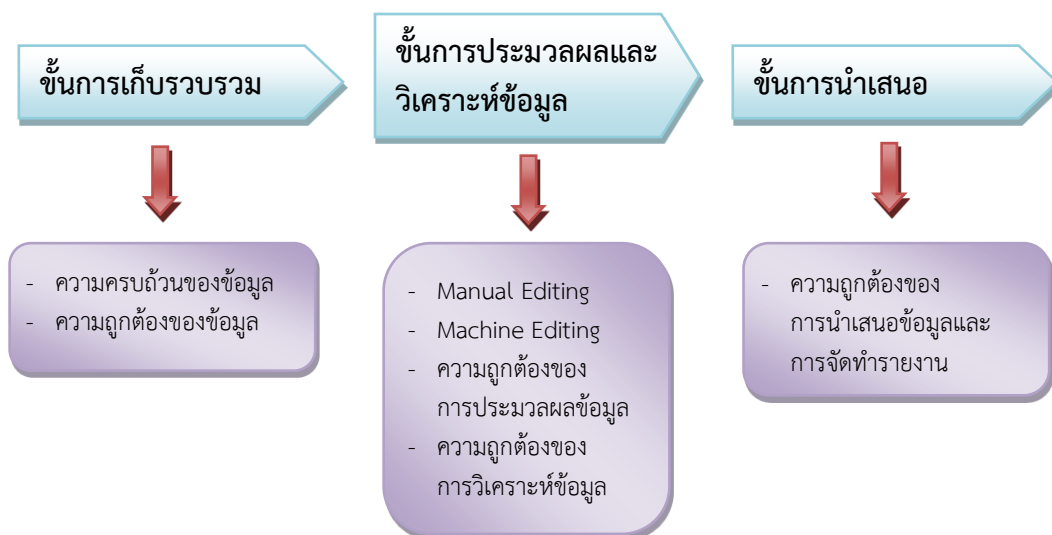 ขั้นการเก็บรวบรวม
- ความครบถ้วนของข้อมูล
- ความถูกต้องของข้อมูล
ขั้นการประมวลผลและ
วิเคราะห์ข้อมูล
- Manual Editing
- Machine Editing
- ความถูกต้องของ
การประมวลผลข้อมูล
- ความถูกต้องของ
การวิเคราะห์ข้อมูล
ขั้นการนำเสนอ
- ความถูกต้องของ
การนำเสนอข้อมูลและ
การจัดทำรายงาน